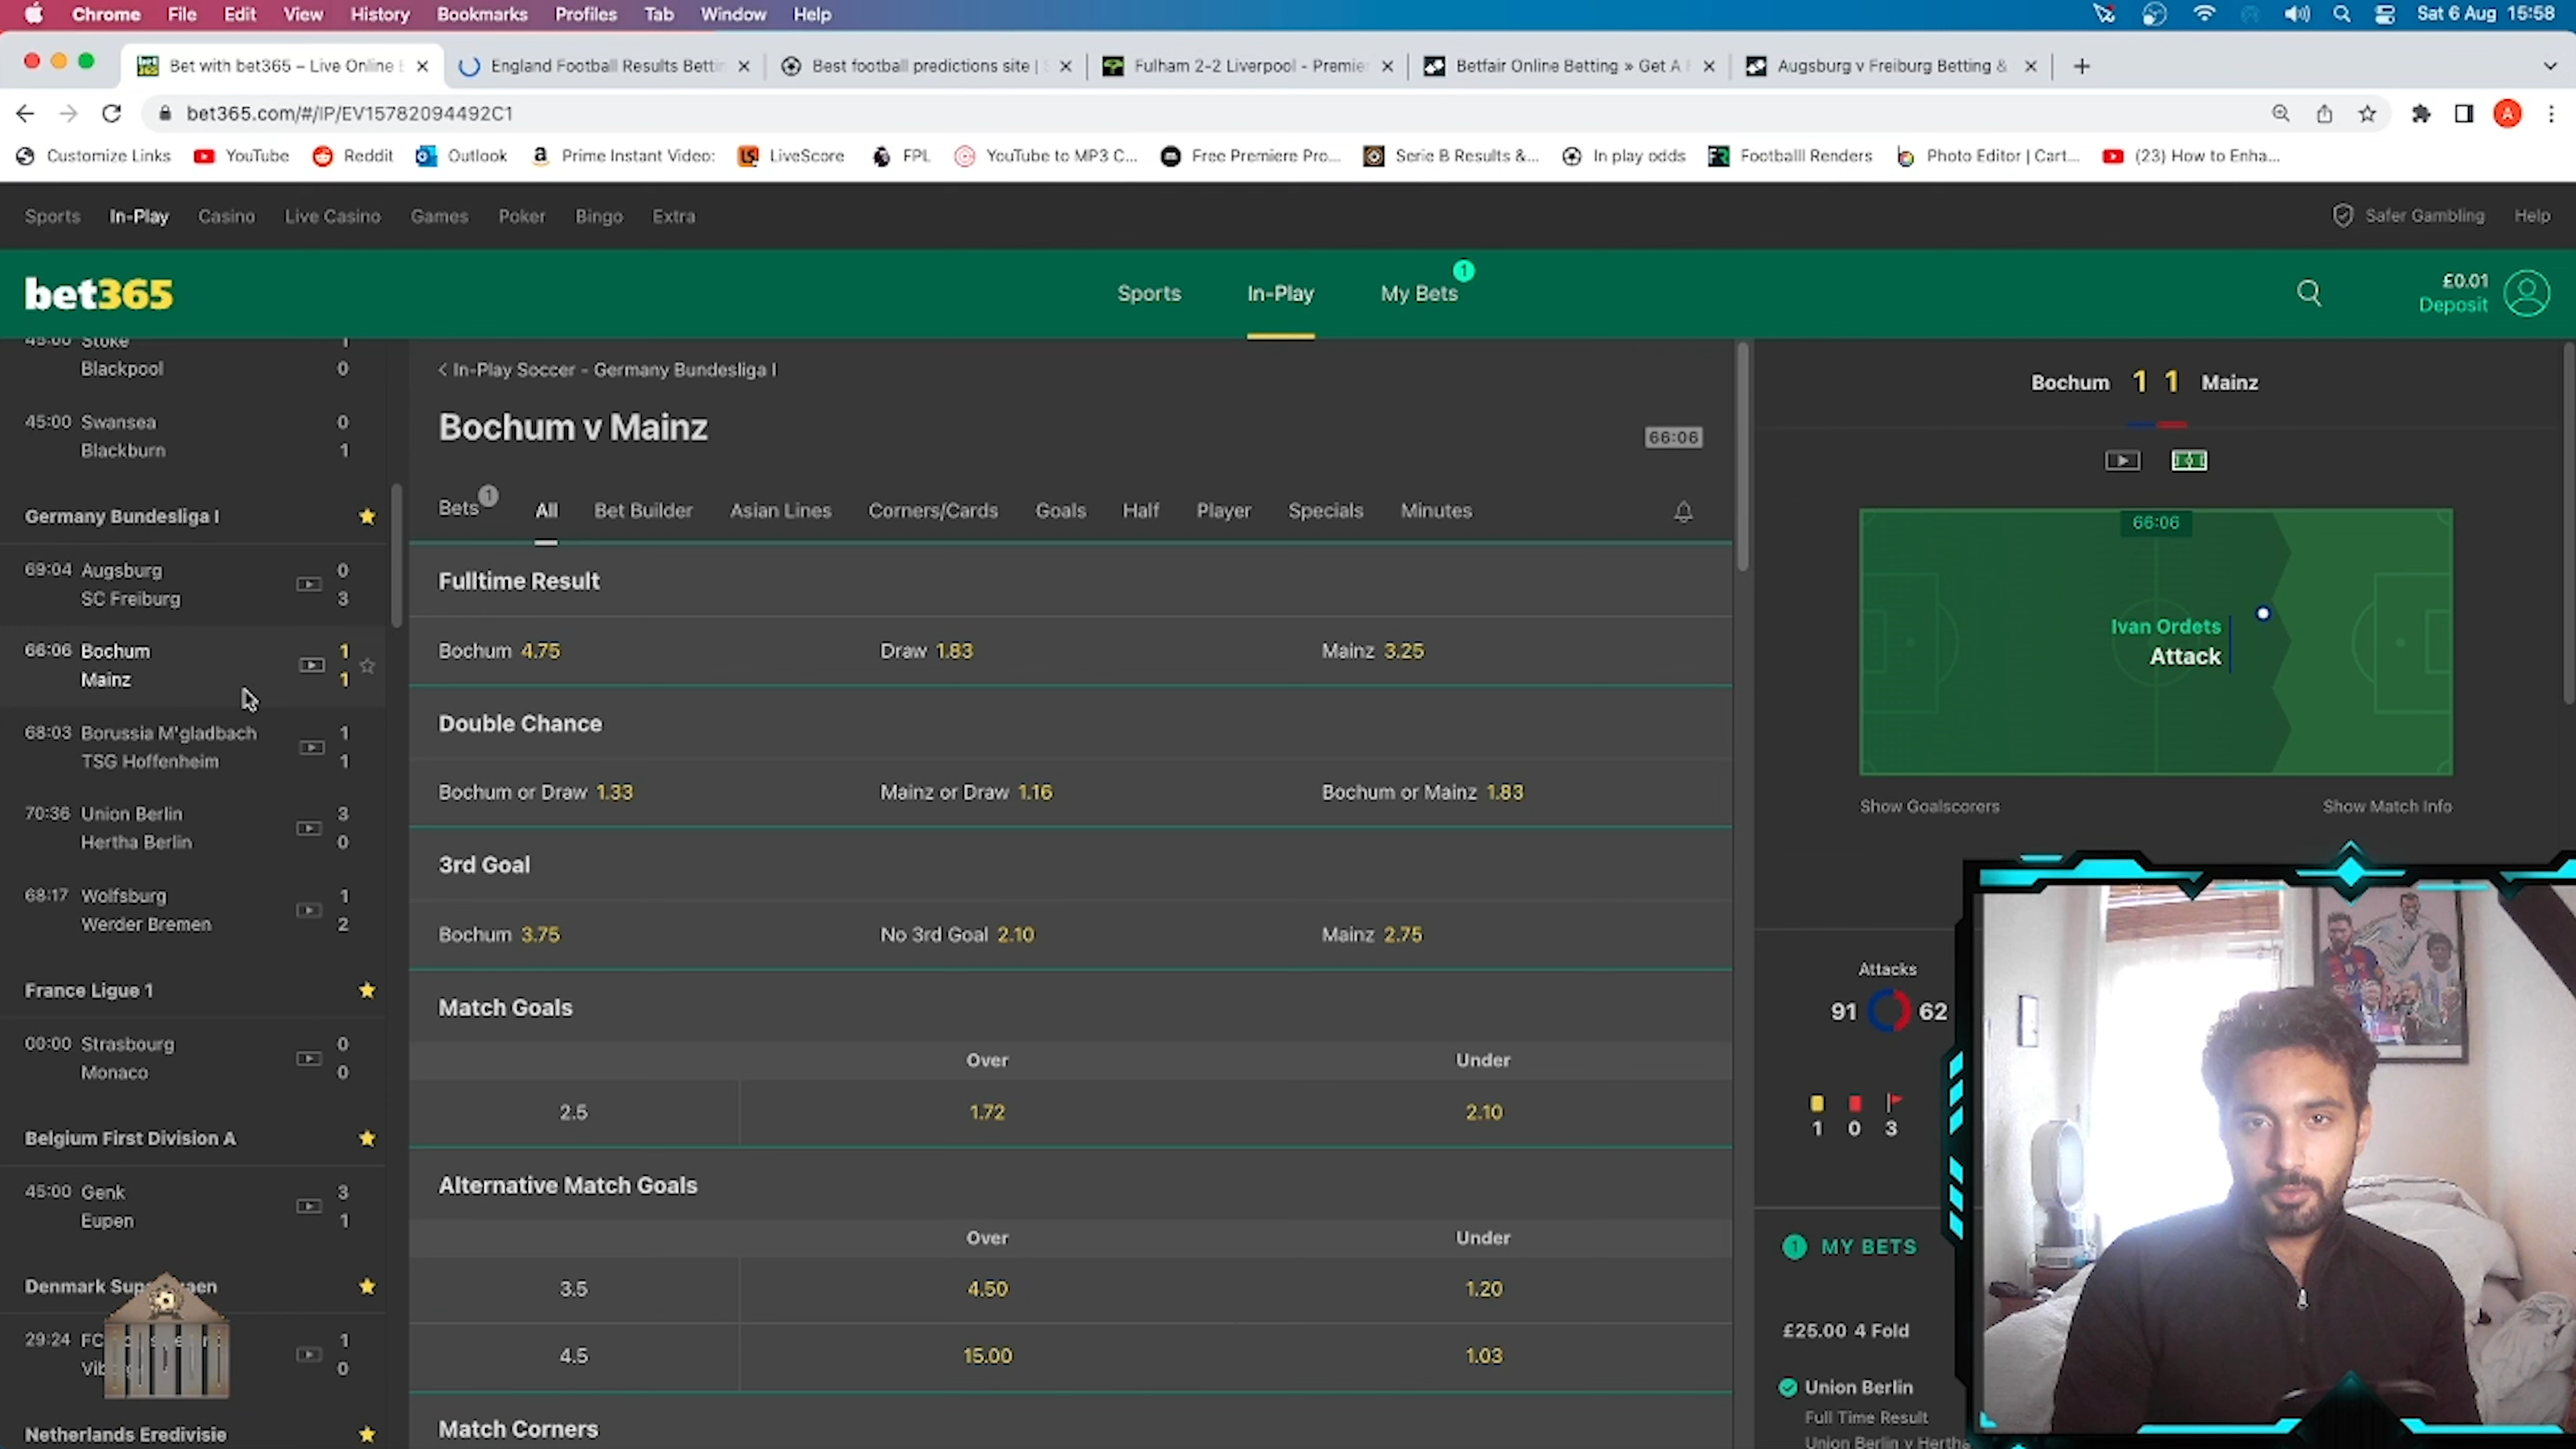 Chrome File Edit View History Bookmarks Profiles Tab Window Help Sat 6 Aug 15:58
Bet with bet365 – Live Online England Football Results Bettin Best football predictions site | Fulham 2-2 Liverpool - Premie Betfair Online Betting » Get A Augsburg v Freiburg Betting &
bet365.com/#/IP/EV15782094492C1 A
Customize Links YouTube Reddit Outlook Prime Instant Video: LiveScore FPL YouTube to MP3 C... Free Premiere Pro... Serie B Results &... In play odds Footballl Renders Photo Editor | Cart... (23) How to Enha...
Sports In-Play Casino Live Casino Games Poker Bingo Extra Safer Gambling Help
bet365 Sports In-Play My Bets 1 £0.01
Deposit
45:00 Stoke 1
Blackpool 0
45:00 Swansea 0
Blackburn 1
Germany Bundesliga I
69:04 Augsburg 0
SC Freiburg 3
66:06 Bochum 1
Mainz 1
68:03 Borussia M'gladbach 1
TSG Hoffenheim 1
70:36 Union Berlin 3
Hertha Berlin 0
68:17 Wolfsburg 1
Werder Bremen 2
France Ligue 1
00:00 Strasbourg 0
Monaco 0
Belgium First Division A
45:00 Genk 3
Eupen 1
Denmark
29:24 FC 1
0
Netherlands Eredivisie
< In-Play Soccer - Germany Bundesliga I
Bochum v Mainz 66:06
Bets 1 All Bet Builder Asian Lines Corners/Cards Goals Half Player Specials Minutes
Fulltime Result
Bochum 4.75 Draw 1.83 Mainz 3.25
Double Chance
Bochum or Draw 1.33 Mainz or Draw 1.16 Bochum or Mainz 1.83
3rd Goal
Bochum 3.75 No 3rd Goal 2.10 Mainz 2.75
Match Goals
Over Under
2.5 1.72 2.10
Alternative Match Goals
Over Under
3.5 4.50 1.20
4.5 15.00 1.03
Match Corners
Bochum 1 1 Mainz
66:06
Ivan Ordets
Attack
Show Goalscorers Show Match Info
Attacks
91 62
1 0 3
1 MY BETS
£25.00 4 Fold
Union Berlin
Full Time Result
Union Berlin v Hertha